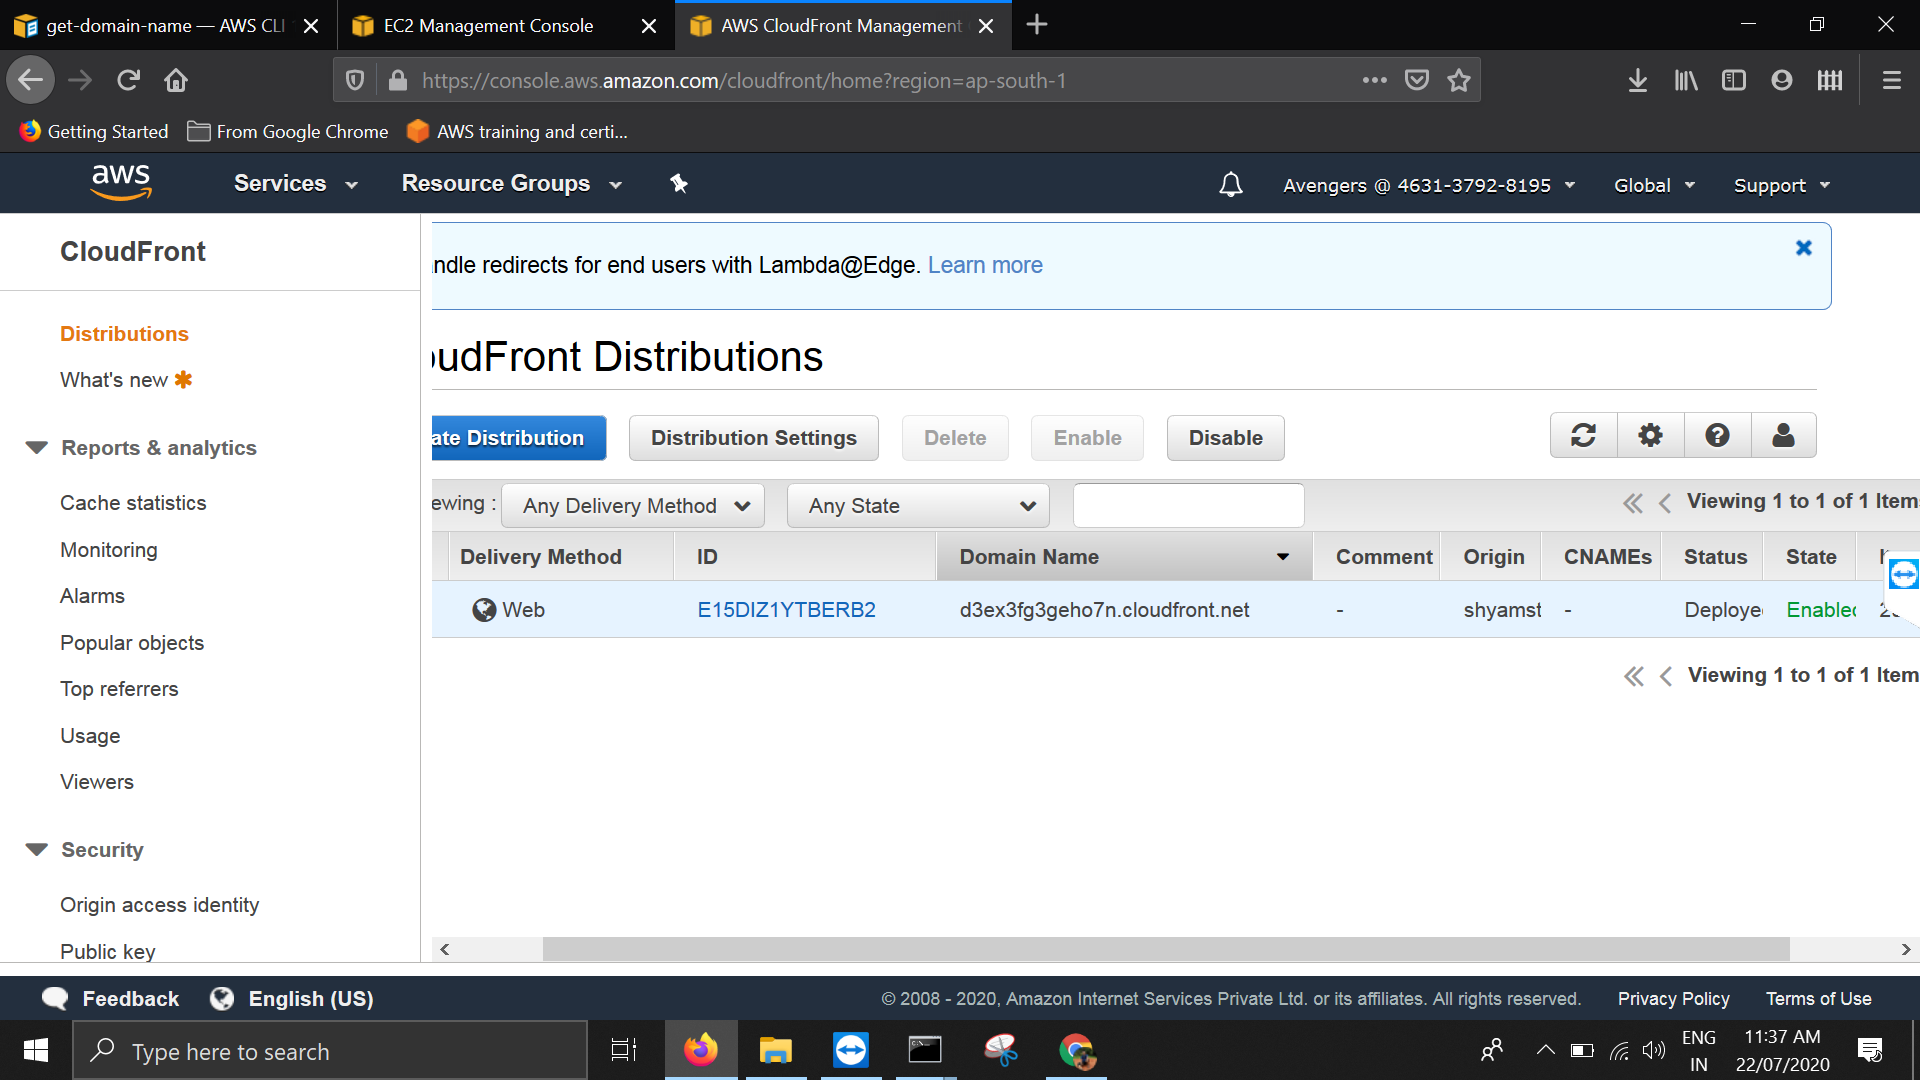 get-domain-name — AWS CLI
EC2 Management Console
AWS CloudFront Management
https://console.aws.amazon.com/cloudfront/home?region=ap-south-1
Getting Started
From Google Chrome
AWS training and certi...
aws
Services
Resource Groups
Avengers @ 4631-3792-8195
Global
Support
CloudFront
Distributions
What's new
Reports & analytics
Cache statistics
Monitoring
Alarms
Popular objects
Top referrers
Usage
Viewers
Security
Origin access identity
Public key
ndle redirects for end users with Lambda@Edge. Learn more
oudFront Distributions
ate Distribution
Distribution Settings
Delete
Enable
Disable
ewing :
Any Delivery Method
Any State
Viewing 1 to 1 of 1 Item
Delivery Method
ID
Domain Name
Comment
Origin
CNAMEs
Status
State
Web
E15DIZ1YTBERB2
d3ex3fg3geho7n.cloudfront.net
-
shyamst
-
Deploye
Enabled
Viewing 1 to 1 of 1 Item
Feedback
English (US)
© 2008 - 2020, Amazon Internet Services Private Ltd. or its affiliates. All rights reserved.
Privacy Policy
Terms of Use
Type here to search
ENG
IN
11:37 AM
22/07/2020